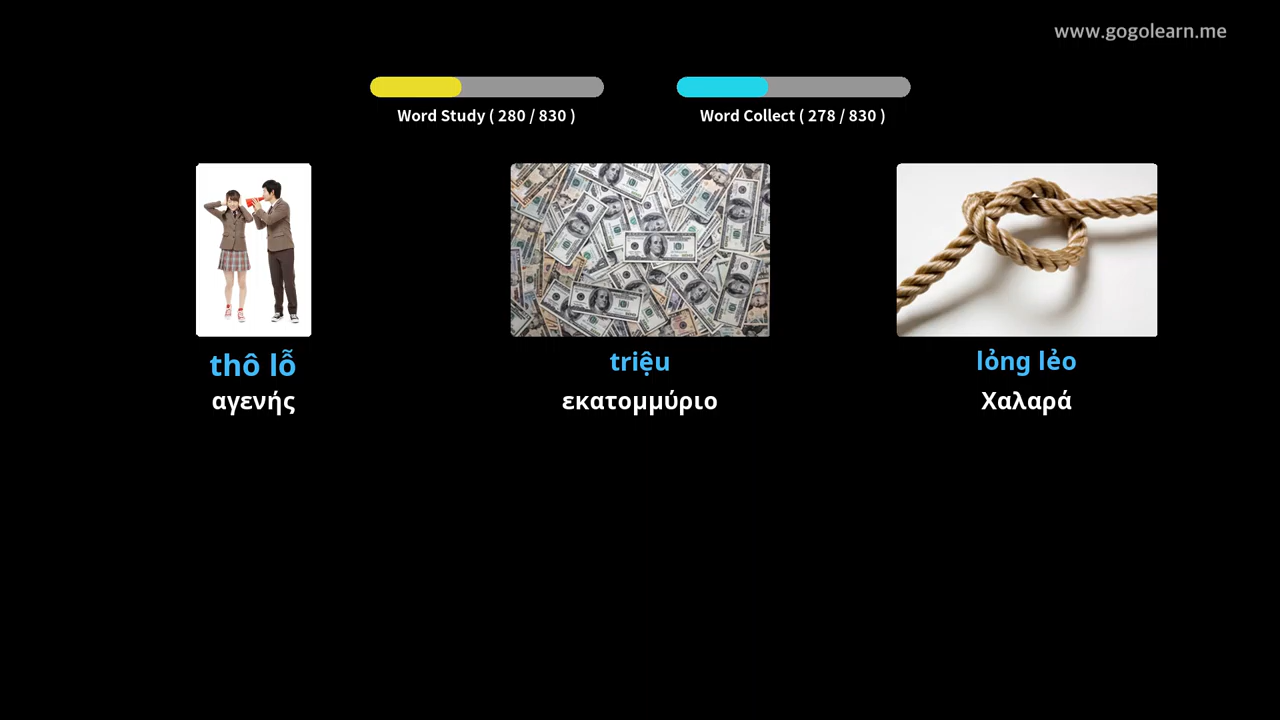 www.gogolearn.me
Word Study ( 280 / 830 )
Word Collect ( 278 / 830 )
thô lỗ
αγενής
triệu
εκατομμύριο
lỏng lẻo
Χαλαρά